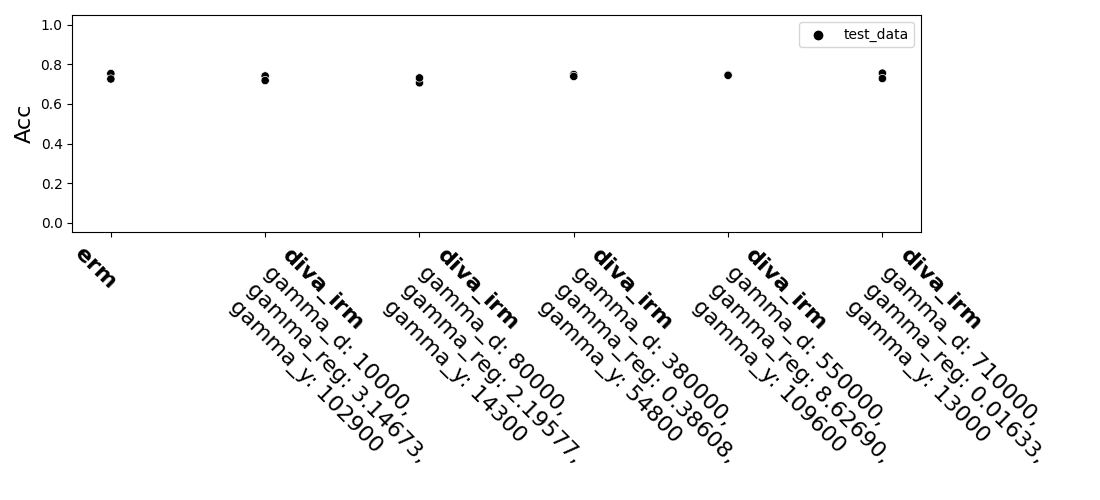 test_data
Acc
1.0
0.8
0.6
0.4
0.2
0.0
erm
diva_irm
gamma_d: 10000,
gamma_reg: 3.14673,
gamma_y: 102900
diva_irm
gamma_d: 80000,
gamma_reg: 2.19577,
gamma_y: 14300
diva_irm
gamma_d: 380000,
gamma_reg: 0.38608,
gamma_y: 54800
diva_irm
gamma_d: 550000,
gamma_reg: 8.62690,
gamma_y: 109600
diva_irm
gamma_d: 710000,
gamma_reg: 0.01633,
gamma_y: 13000